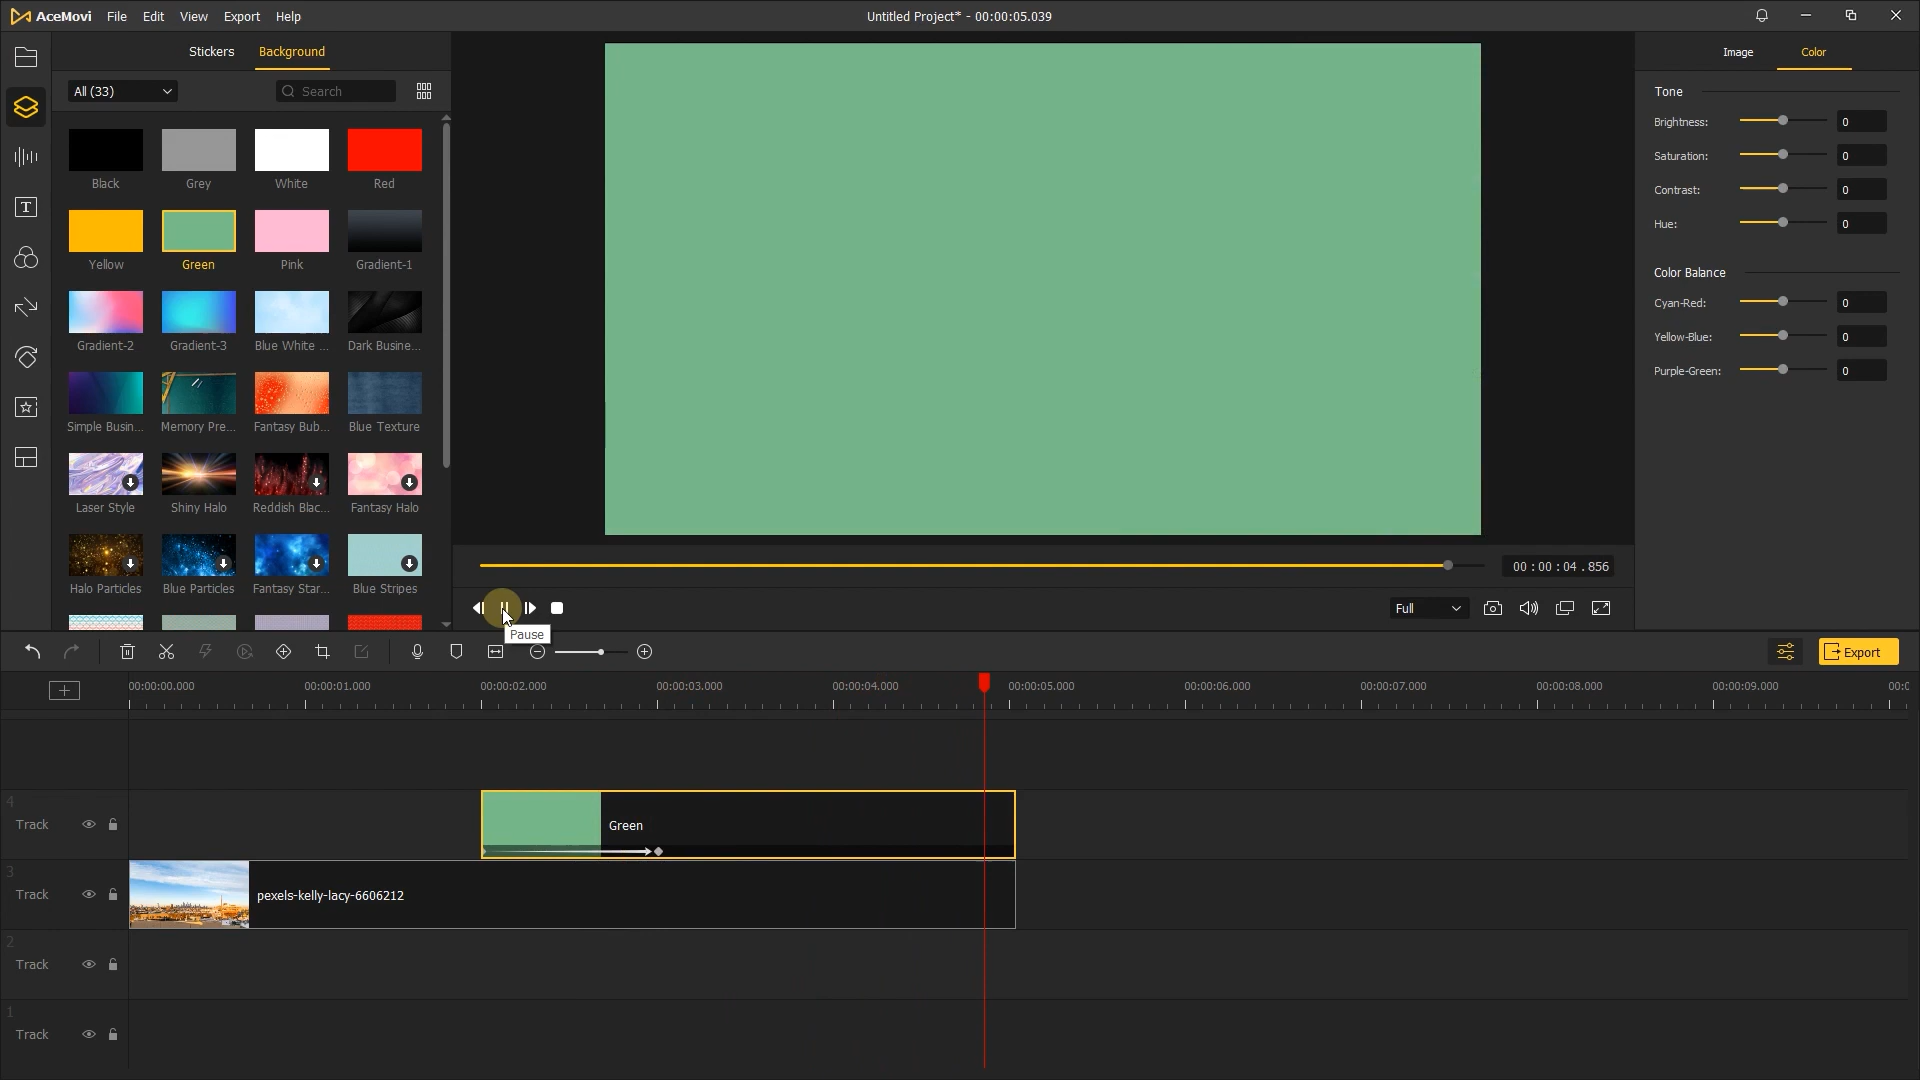 AceMovi File Edit View Export Help
Untitled Project* - 00:00:05.039
Stickers Background
All (33)
Search
Black Grey White Red
Yellow Green Pink Gradient-1
Gradient-2 Gradient-3 Blue White ... Dark Busine...
Simple Busin... Memory Pre... Fantasy Bub... Blue Texture
Laser Style Shiny Halo Reddish Blac... Fantasy Halo
Halo Particles Blue Particles Fantasy Star... Blue Stripes
Image Color
Tone
Brightness: 0
Saturation: 0
Contrast: 0
Hue: 0
Color Balance
Cyan-Red: 0
Yellow-Blue: 0
Purple-Green: 0
00 : 00 : 04 . 856
Full
Pause
Export
00:00:00.000 00:00:01.000 00:00:02.000 00:00:03.000 00:00:04.000 00:00:05.000 00:00:06.000 00:00:07.000 00:00:08.000 00:00:09.000 00:0
4
Track
Green
3
Track
pexels-kelly-lacy-6606212
2
Track
1
Track